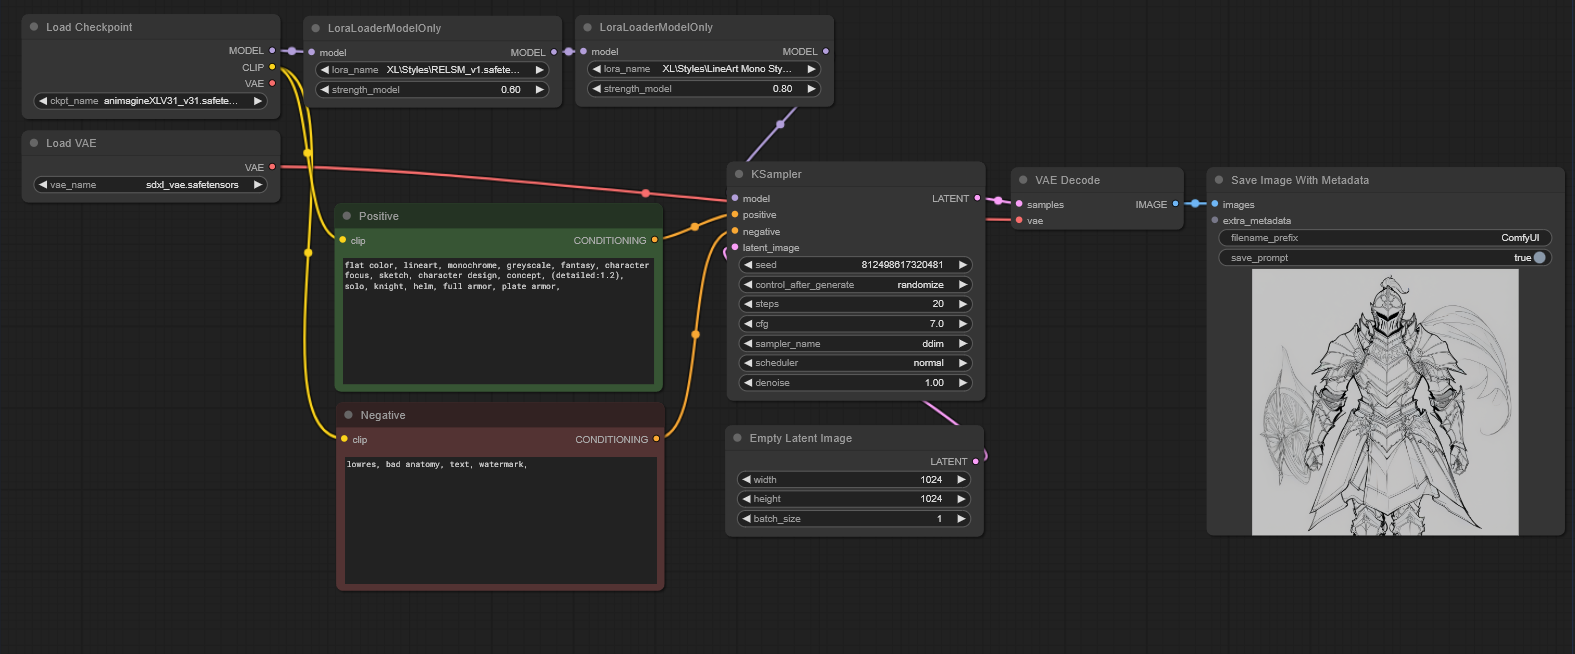 Load Checkpoint
MODEL
CLIP
VAE
ckpt_name animagineXLV31_v31.safete...
LoraLoaderModelOnly
model MODEL
lora_name XL\Styles\RELSM_v1.safete...
strength_model 0.60
LoraLoaderModelOnly
model MODEL
lora_name XL\Styles\LineArt Mono Sty...
strength_model 0.80
Load VAE
VAE
vae_name sdxl_vae.safetensors
Positive
clip CONDITIONING
flat color, lineart, monochrome, greyscale, fantasy, character
focus, sketch, character design, concept, (detailed:1.2),
solo, knight, helm, full armor, plate armor,
Negative
clip CONDITIONING
lowres, bad anatomy, text, watermark,
KSampler
model LATENT
positive
negative
latent_image
seed 812498617320481
control_after_generate randomize
steps 20
cfg 7.0
sampler_name ddim
scheduler normal
denoise 1.00
Empty Latent Image
LATENT
width 1024
height 1024
batch_size 1
VAE Decode
samples IMAGE
vae
Save Image With Metadata
images
extra_metadata
filename_prefix ComfyUI
save_prompt true